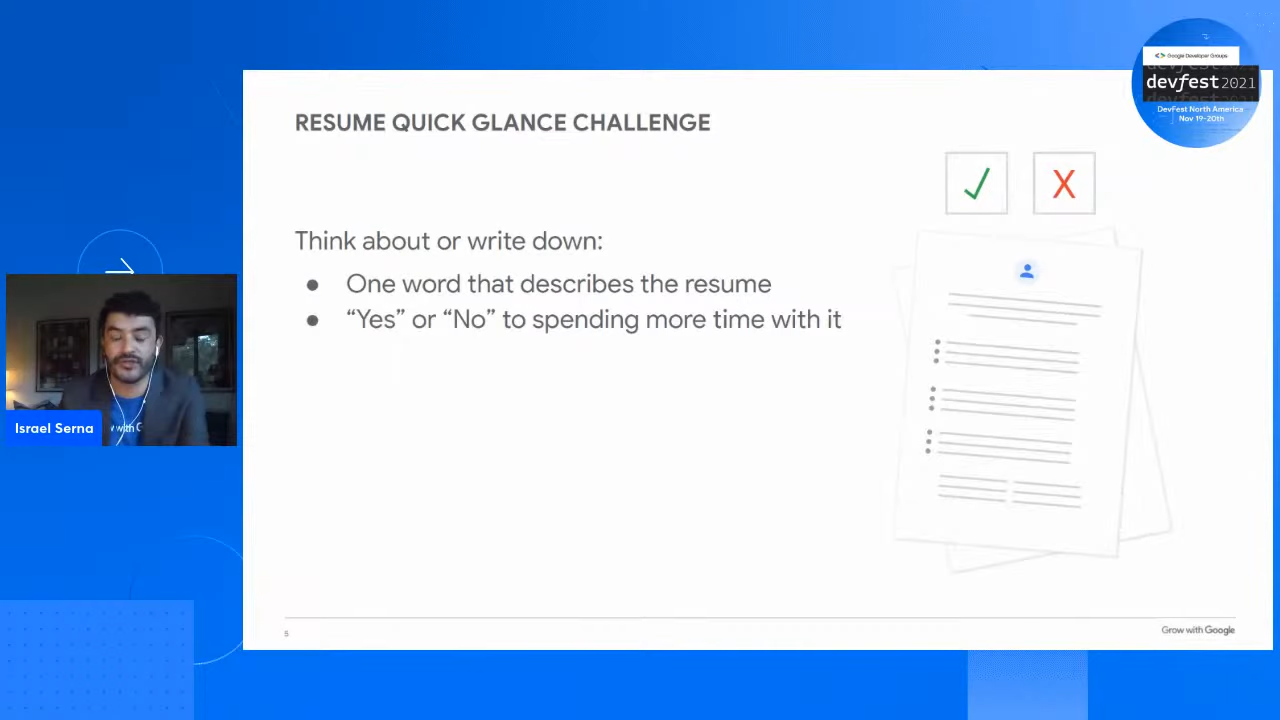 <> Google Developer Groups
devfest 2021
DevFest North America
Nov 19-20th
RESUME QUICK GLANCE CHALLENGE
✓ X
Think about or write down:
● One word that describes the resume
● “Yes” or “No” to spending more time with it
w with G
Israel Serna
5
Grow with Google